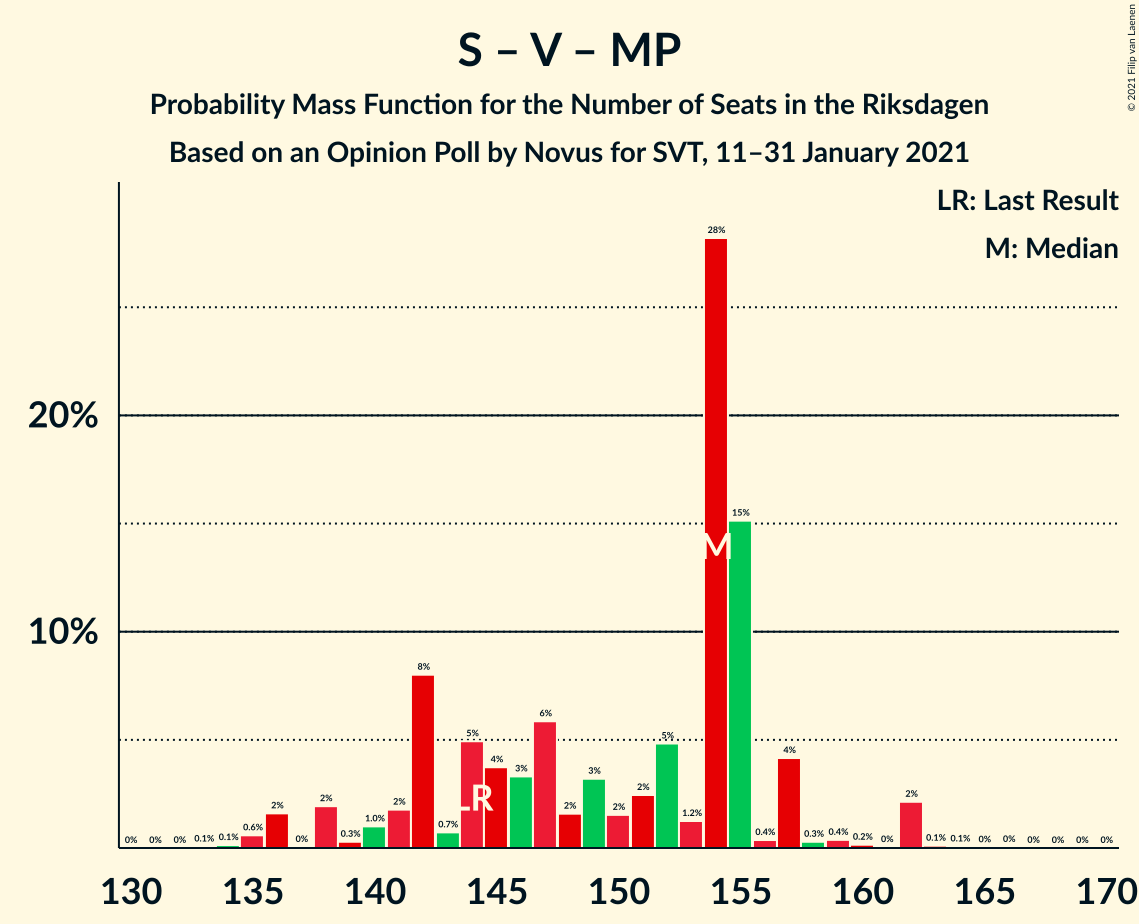 S – V – MP
Probability Mass Function for the Number of Seats in the Riksdagen
Based on an Opinion Poll by Novus for SVT, 11–31 January 2021
© 2021 Filip van Laenen
LR: Last Result
M: Median
20%
10%
0% 0% 0% 0.1% 0.1% 0.6% 2% 0% 2% 0.3% 1.0% 2% 8% 0.7% 5% 4% 3% 6% 2% 3% 2% 2% 5% 1.2% 28% 15% 0.4% 4% 0.3% 0.4% 0.2% 0% 2% 0.1% 0.1% 0% 0% 0% 0% 0% 0%
LR
M
130 135 140 145 150 155 160 165 170